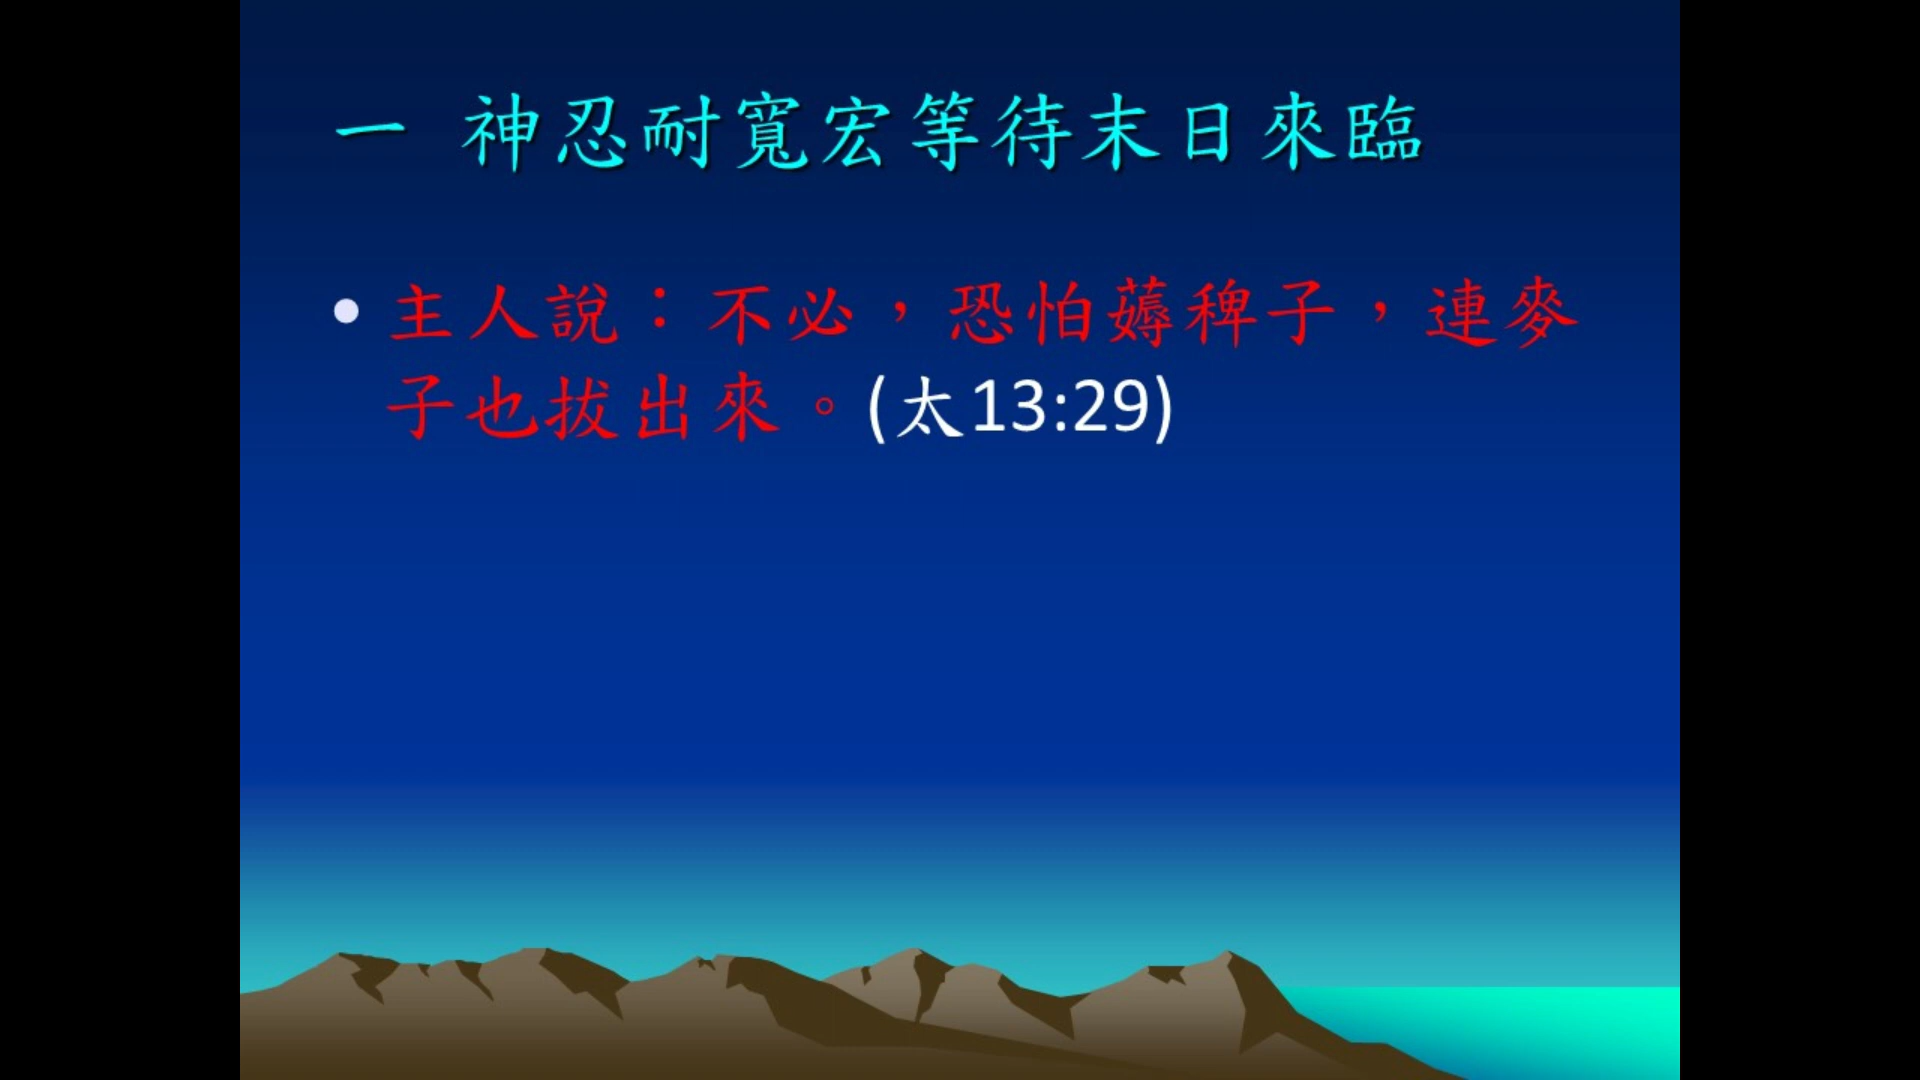 一 神忍耐寬宏等待末日來臨
• 主人說：不必，恐怕薅稗子，連麥
子也拔出來。(太13:29)